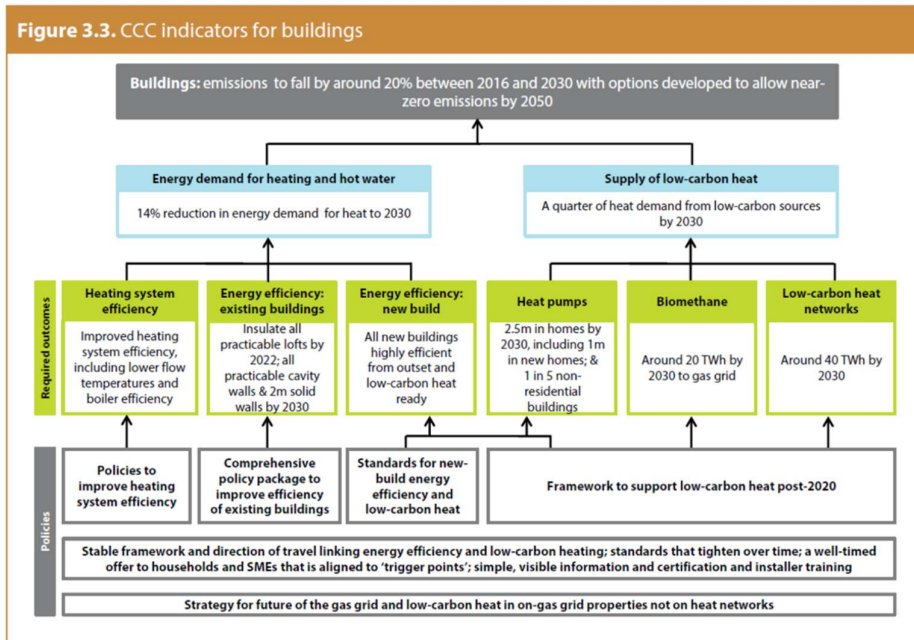 Figure 3.3. CCC indicators for buildings
Buildings: emissions to fall by around 20% between 2016 and 2030 with options developed to allow near-
zero emissions by 2050
Energy demand for heating and hot water
14% reduction in energy demand for heat to 2030
Supply of low-carbon heat
A quarter of heat demand from low-carbon sources
by 2030
Required outcomes
Heating system
efficiency
Improved heating
system efficiency,
including lower flow
temperatures and
boiler efficiency
Energy efficiency:
existing buildings
Insulate all
practicable lofts by
2022; all
practicable cavity
walls & 2m solid
walls by 2030
Energy efficiency:
new build
All new buildings
highly efficient
from outset and
low-carbon heat
ready
Heat pumps
2.5m in homes by
2030, including 1m
in new homes; &
1 in 5 non-
residential
buildings
Biomethane
Around 20 TWh by
2030 to gas grid
Low-carbon heat
networks
Around 40 TWh by
2030
Policies
Policies to
improve heating
system efficiency
Comprehensive
policy package to
improve efficiency
of existing buildings
Standards for new-
build energy
efficiency and
low-carbon heat
Framework to support low-carbon heat post-2020
Stable framework and direction of travel linking energy efficiency and low-carbon heating; standards that tighten over time; a well-timed
offer to households and SMEs that is aligned to ‘trigger points’; simple, visible information and certification and installer training
Strategy for future of the gas grid and low-carbon heat in on-gas grid properties not on heat networks